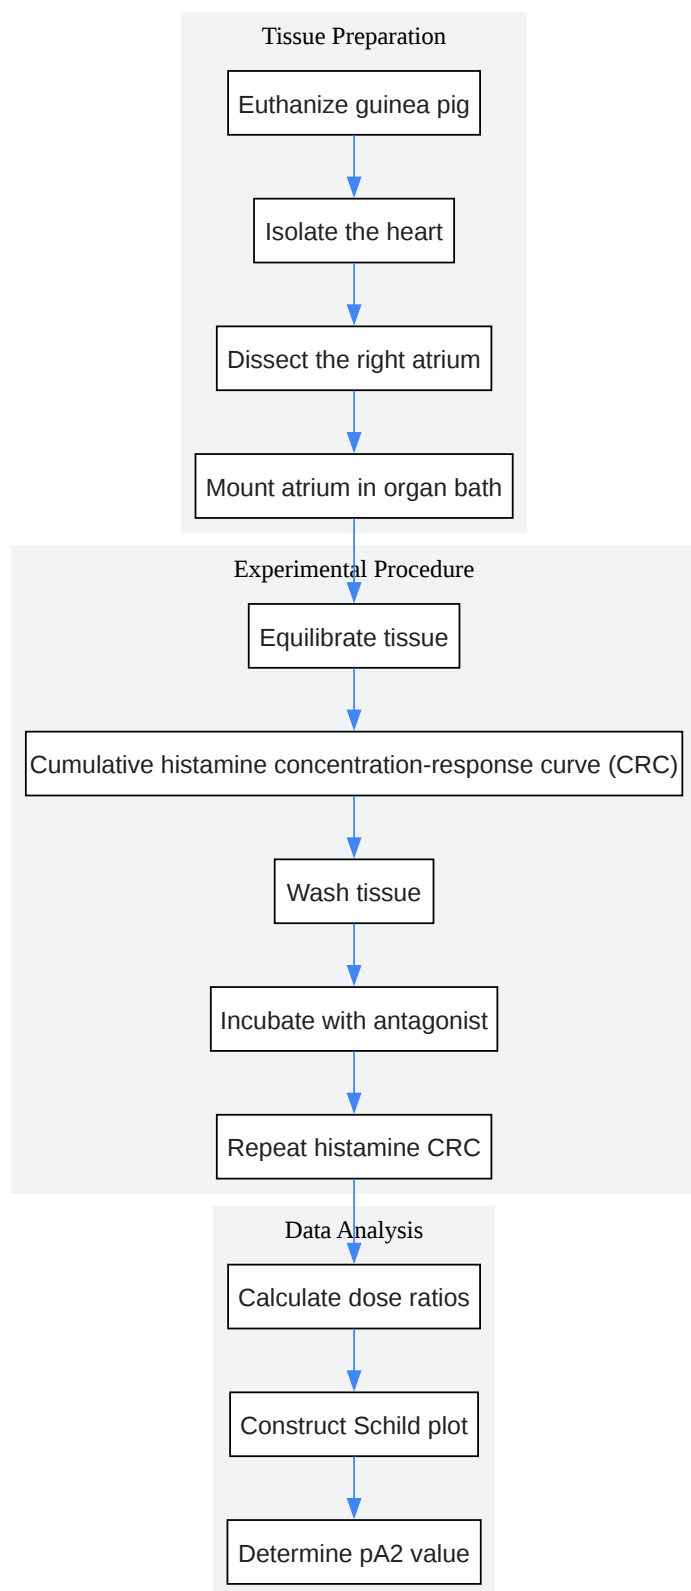 Tissue Preparation
Euthanize guinea pig
Isolate the heart
Dissect the right atrium
Mount atrium in organ bath
Experimental Procedure
Equilibrate tissue
Cumulative histamine concentration-response curve (CRC)
Wash tissue
Incubate with antagonist
Repeat histamine CRC
Data Analysis
Calculate dose ratios
Construct Schild plot
Determine pA2 value